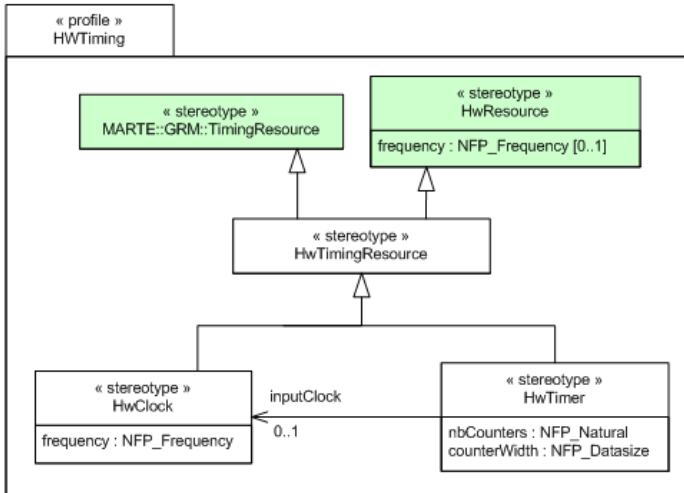 « profile »
HWTiming
« stereotype »
MARTE::GRM::TimingResource
« stereotype »
HwResource
frequency : NFP_Frequency [0..1]
« stereotype »
HwTimingResource
« stereotype »
HwClock
frequency : NFP_Frequency
inputClock
0..1
« stereotype »
HwTimer
nbCounters : NFP_Natural
counterWidth : NFP_Datasize